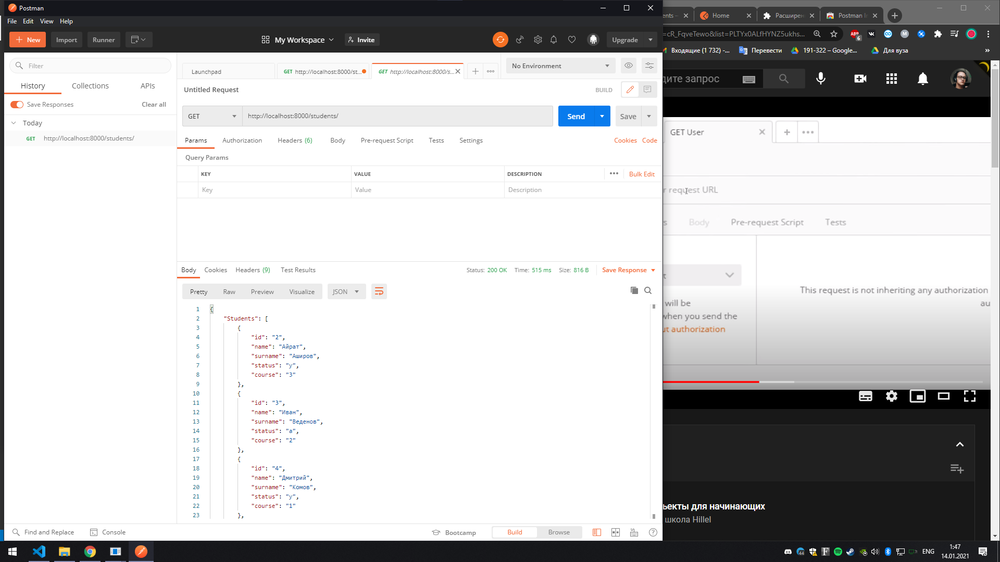 Postman
File Edit View Help
New Import Runner My Workspace Invite Upgrade
Filter
History Collections APIs
Save Responses Clear all
Today
GET http://localhost:8000/students/
Launchpad GET http://localhost:8000/st... GET http://localhost:8000/s... No Environment
Untitled Request BUILD
GET http://localhost:8000/students/ Send Save
Params Authorization Headers (6) Body Pre-request Script Tests Settings Cookies Code
Query Params
KEY VALUE DESCRIPTION Bulk Edit
Key Value Description
Body Cookies Headers (9) Test Results Status: 200 OK Time: 515 ms Size: 816 B Save Response
Pretty Raw Preview Visualize JSON
1 {
2 "Students": [
3 {
4 "id": "2",
5 "name": "Айрат",
6 "surname": "Аширов",
7 "status": "y",
8 "course": "3"
9 },
10 {
11 "id": "3",
12 "name": "Иван",
13 "surname": "Веденов",
14 "status": "a",
15 "course": "2"
16 },
17 {
18 "id": "4",
19 "name": "Дмитрий",
20 "surname": "Комов",
21 "status": "y",
22 "course": "1"
23 },
Find and Replace Console Bootcamp Build Browse
ents – Home Расширен Postman In
=cR_FqveTewo&list=PLTYx0ALfHYNZ5ukhs... ABP 6
Входящие (1 732) -... Перевести 191-322 – Google... Для вуза »
дите запрос
GET User
r request URL
s Body Pre-request Script Tests
t
This request is not inheriting any authorization
au
will be
when you send the
ut authorization
ъекты для начинающих
школа Hillel
44 ENG 1:47
14.01.2021